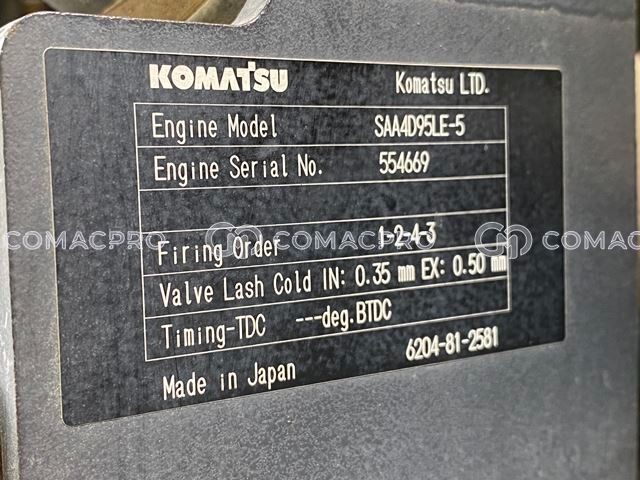 KOMATSU Komatsu LTD.
Engine Model SAA4D95LE-5
Engine Serial No. 554669
COMACPRO COMACPRO COMAC
Firing Order 1-2-4-3
Valve Lash Cold IN: 0.35 mm EX: 0.50 mm
Timing-TDC ---deg.BTDC
6204-81-2581
Made in Japan